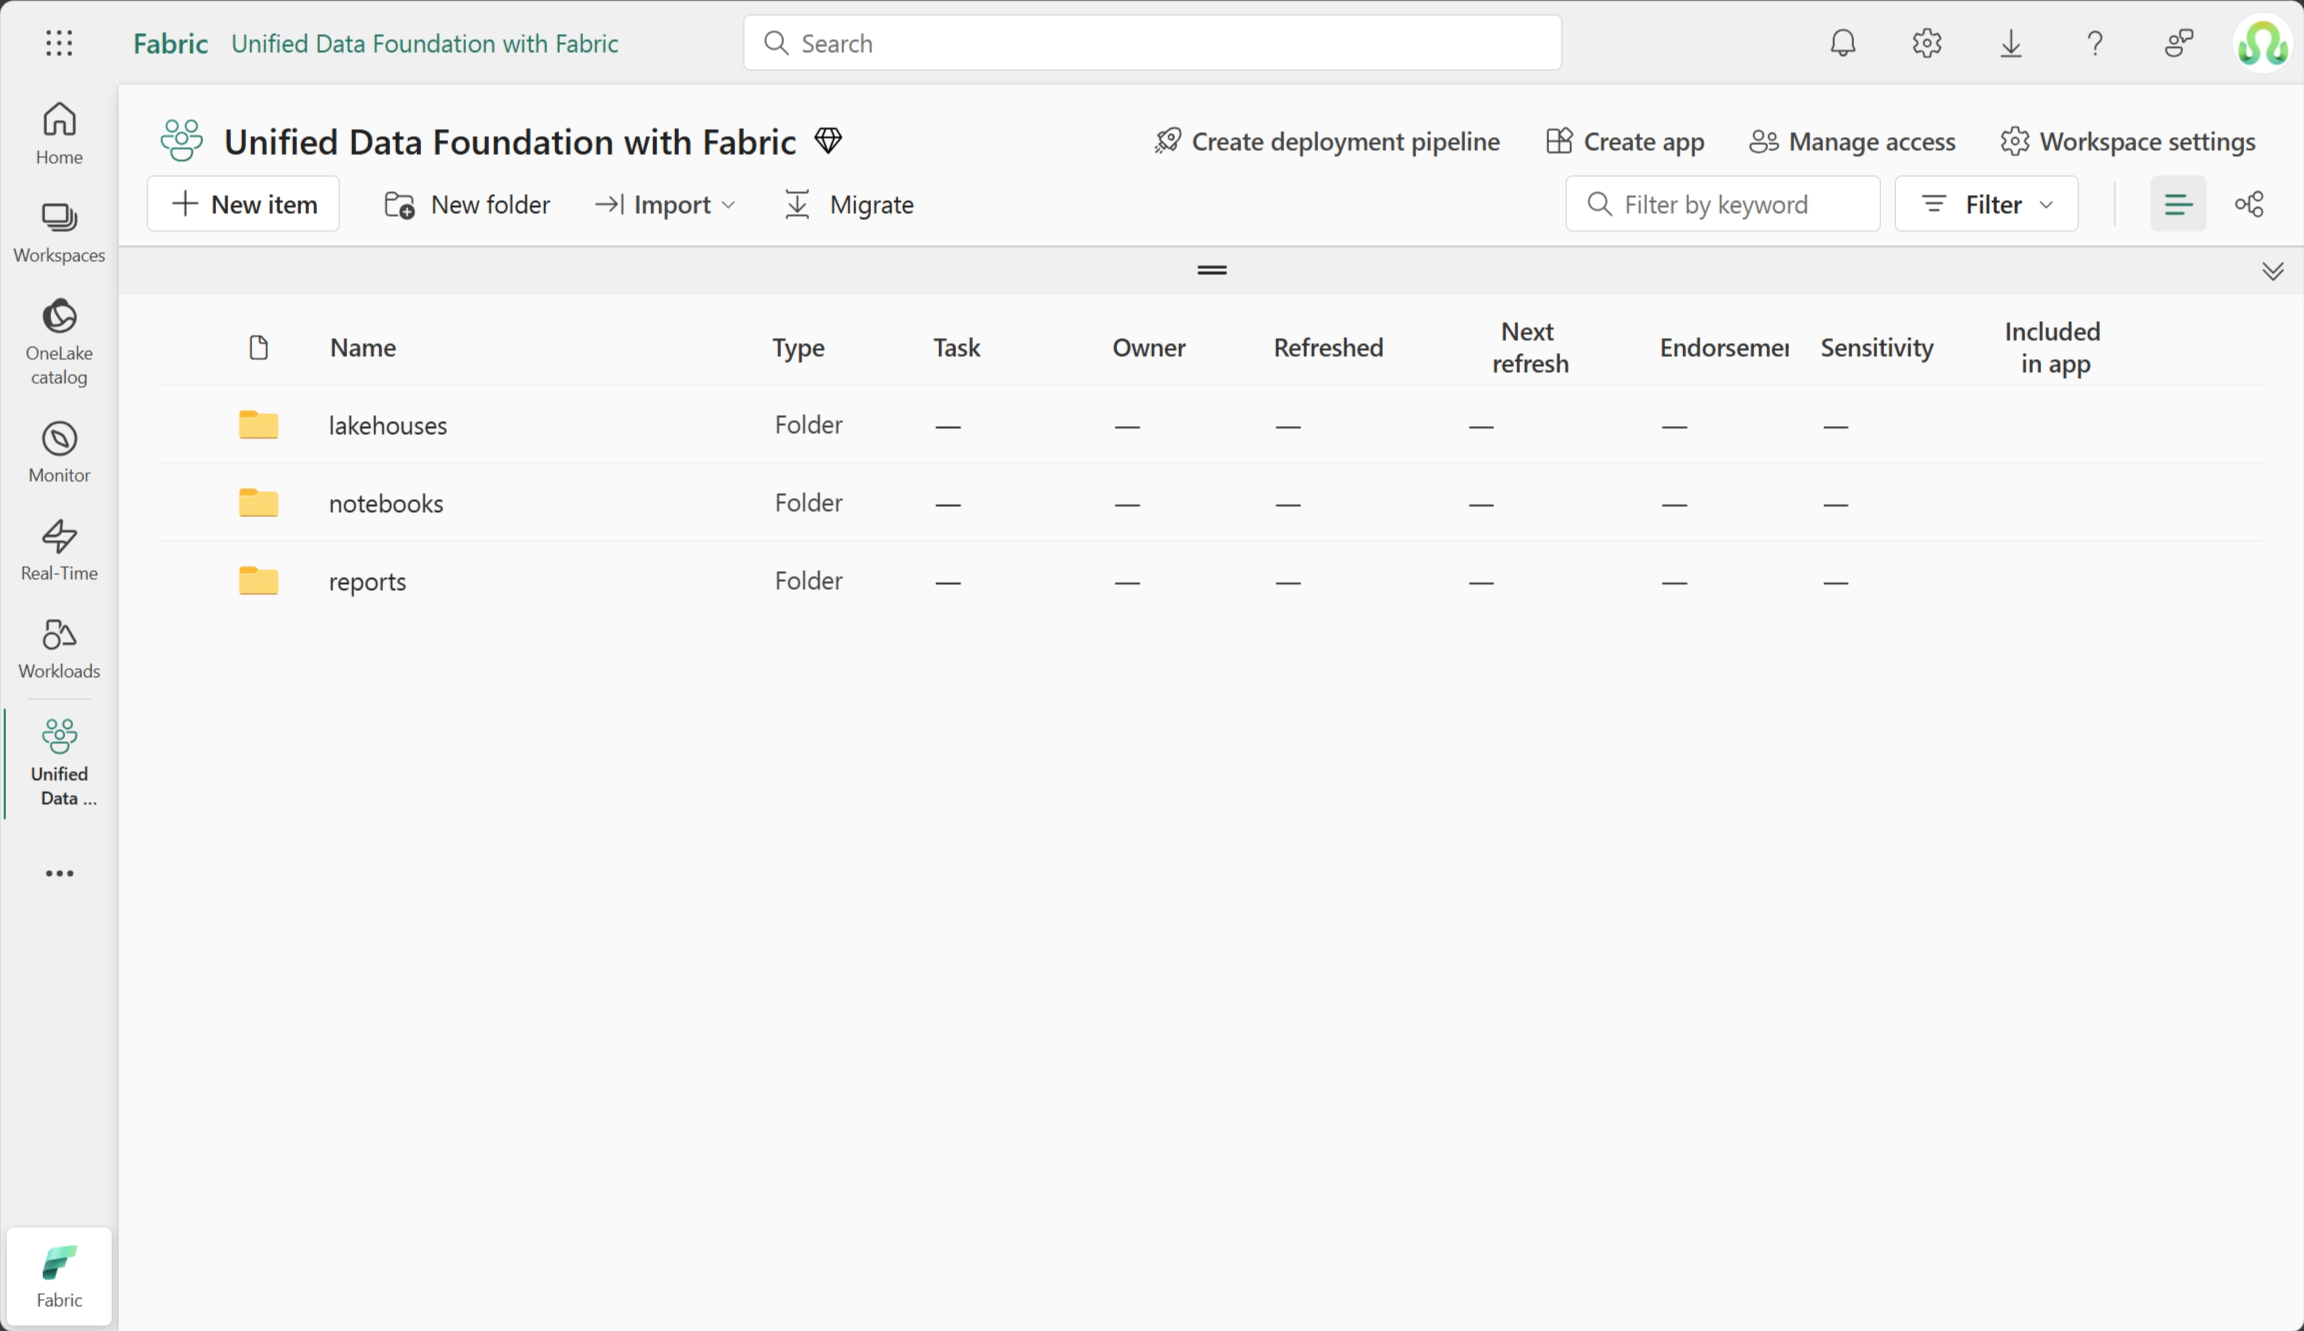 Fabric Unified Data Foundation with Fabric Search
Home
Workspaces
OneLake
catalog
Monitor
Real-Time
Workloads
Unified
Data ...
Fabric
Unified Data Foundation with Fabric
Create deployment pipeline Create app Manage access Workspace settings
New item New folder Import Migrate Filter by keyword Filter
Name Type Task Owner Refreshed Next refresh Endorsemen Sensitivity Included in app
lakehouses Folder — — — — — —
notebooks Folder — — — — — —
reports Folder — — — — — —